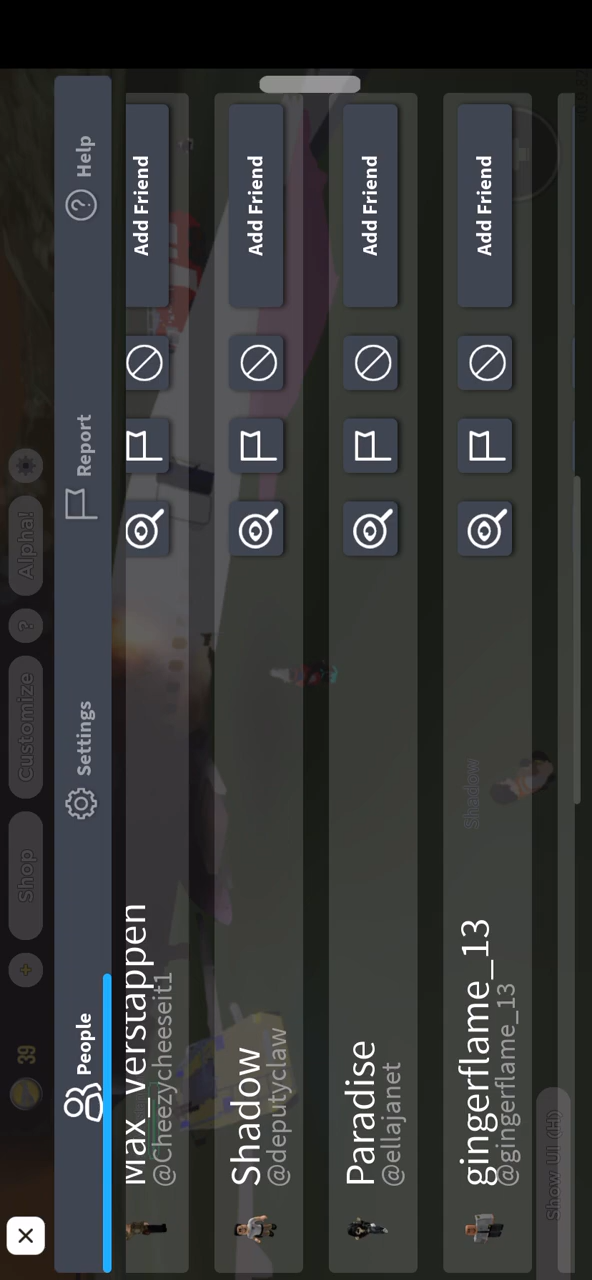 39
+
Shop
Customize
?
Alpha!
People
Settings
Report
Help
Max_verstappen
@Cheezycheeseit1
Add Friend
Shadow
@deputyclaw
Add Friend
Paradise
@ellajanet
Add Friend
gingerflame_13
@gingerflame_13
Add Friend
Shadow
Show UI (H)